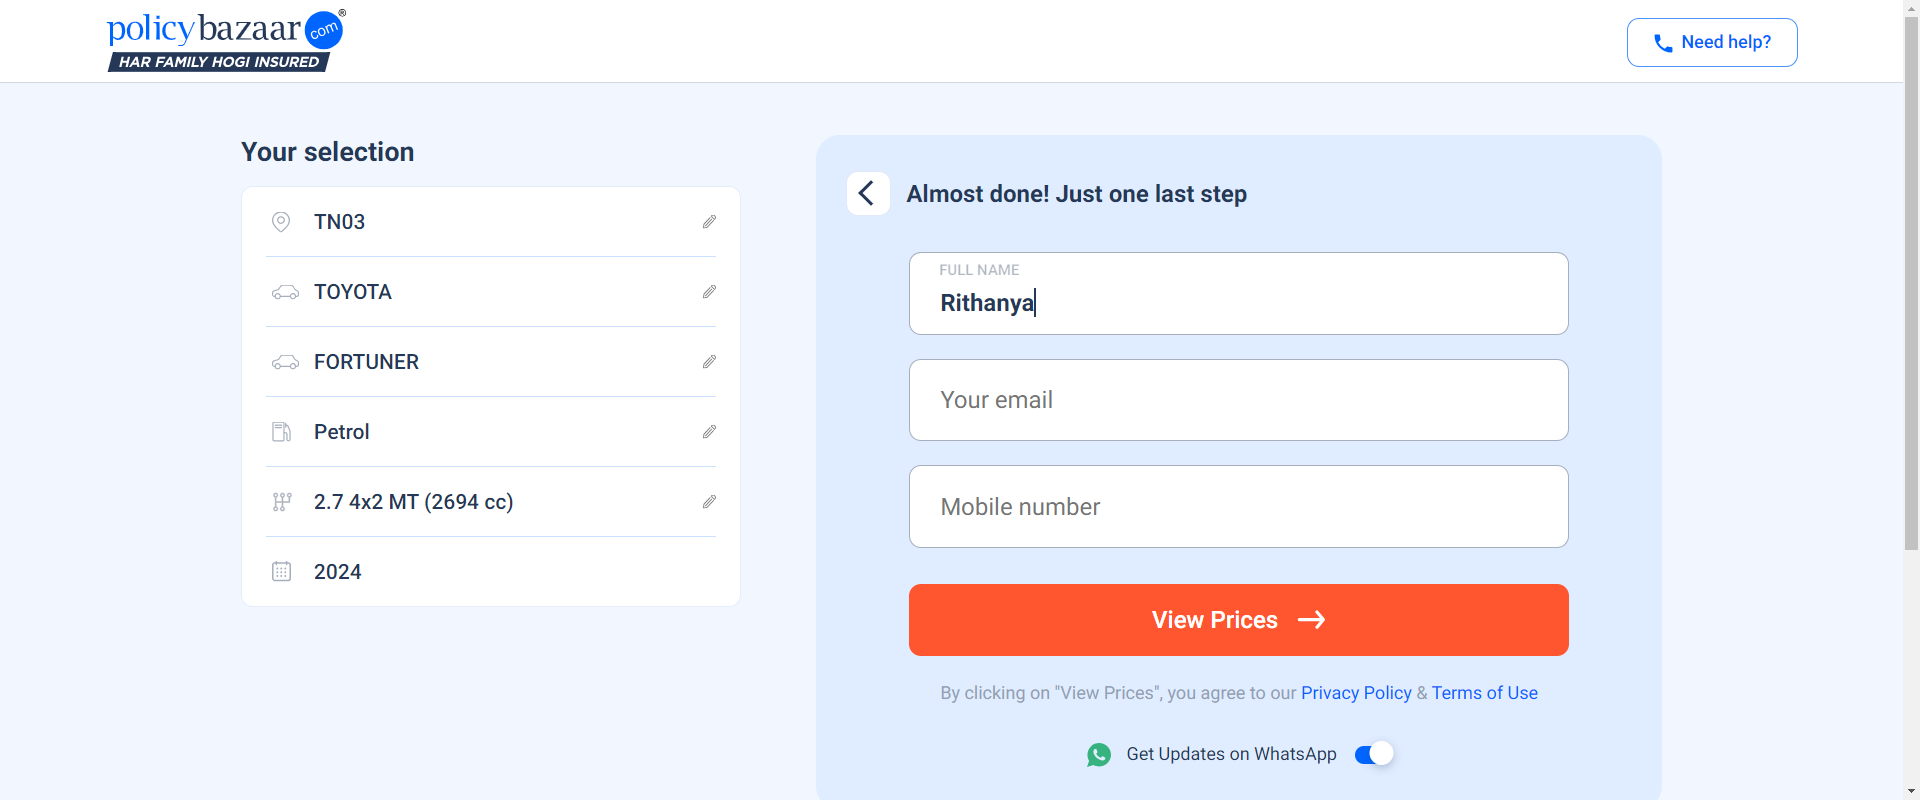 policybazaar.com®
HAR FAMILY HOGI INSURED
Need help?
Your selection
TN03
TOYOTA
FORTUNER
Petrol
2.7 4x2 MT (2694 cc)
2024
Almost done! Just one last step
FULL NAME
Rithanya
Your email
Mobile number
View Prices
By clicking on "View Prices", you agree to our Privacy Policy & Terms of Use
Get Updates on WhatsApp